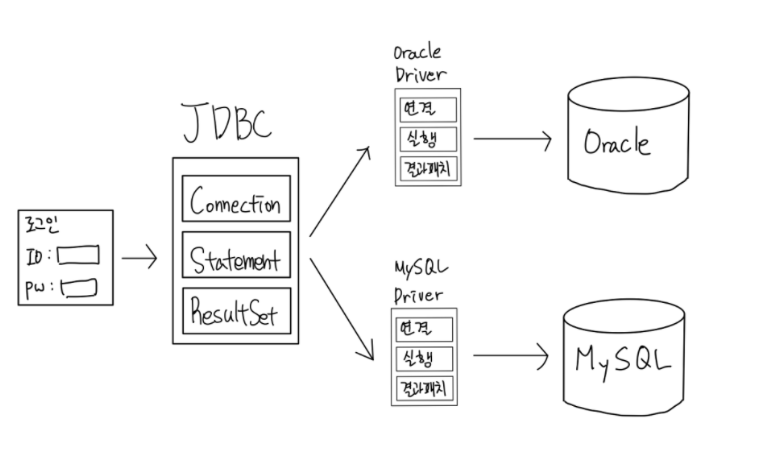 로그인
ID:
PW:
JDBC
Connection
Statement
ResultSet
Oracle
Driver
연결
실행
결과패치
Oracle
MySQL
Driver
연결
실행
결과패치
MySQL